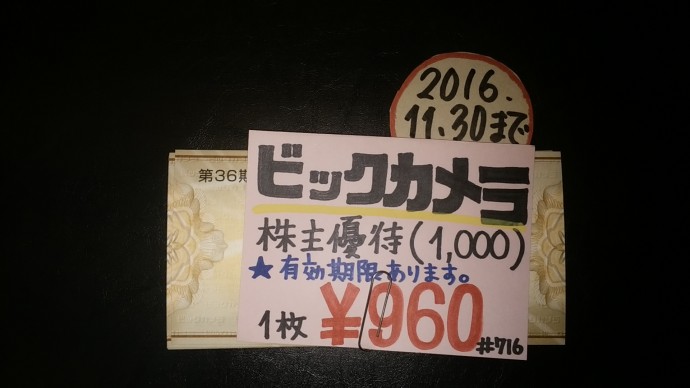 2016.
11.30まで
第36期
ビックカメラ
株主優待(1,000)
★有効期限あります。
1枚 ¥960
#716